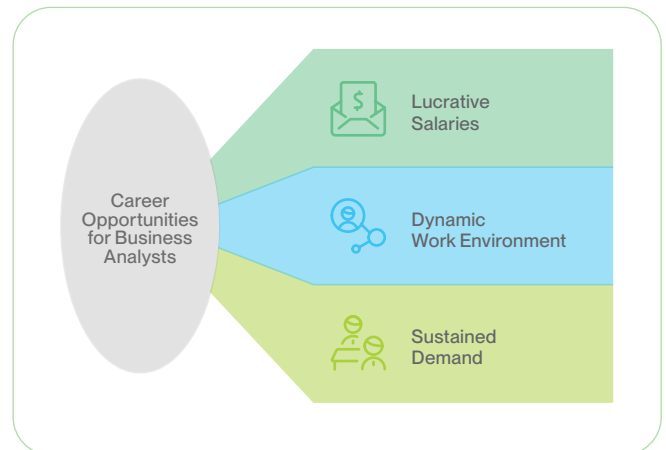 Career
Opportunities
for Business
Analysts
$
Lucrative
Salaries
Dynamic
Work Environment
Sustained
Demand